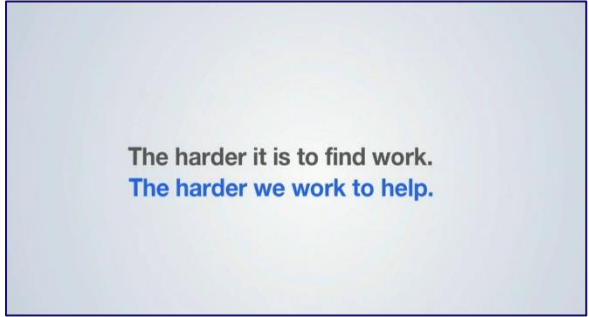 The harder it is to find work.
The harder we work to help.